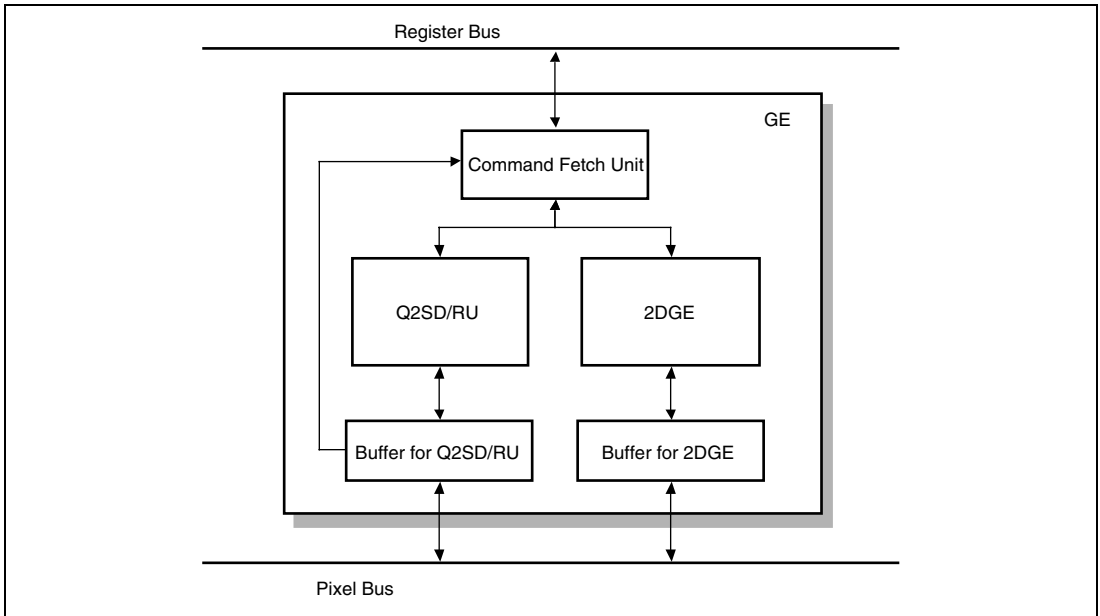 Register Bus
GE
Command Fetch Unit
Q2SD/RU
2DGE
Buffer for Q2SD/RU
Buffer for 2DGE
Pixel Bus